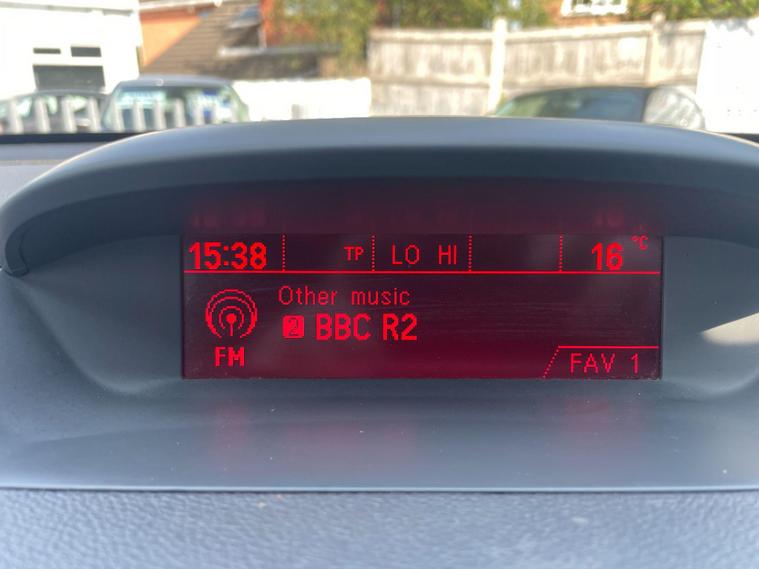 15:38 TP LO HI 16 °C
Other music
2 BBC R2
FM
FAV 1